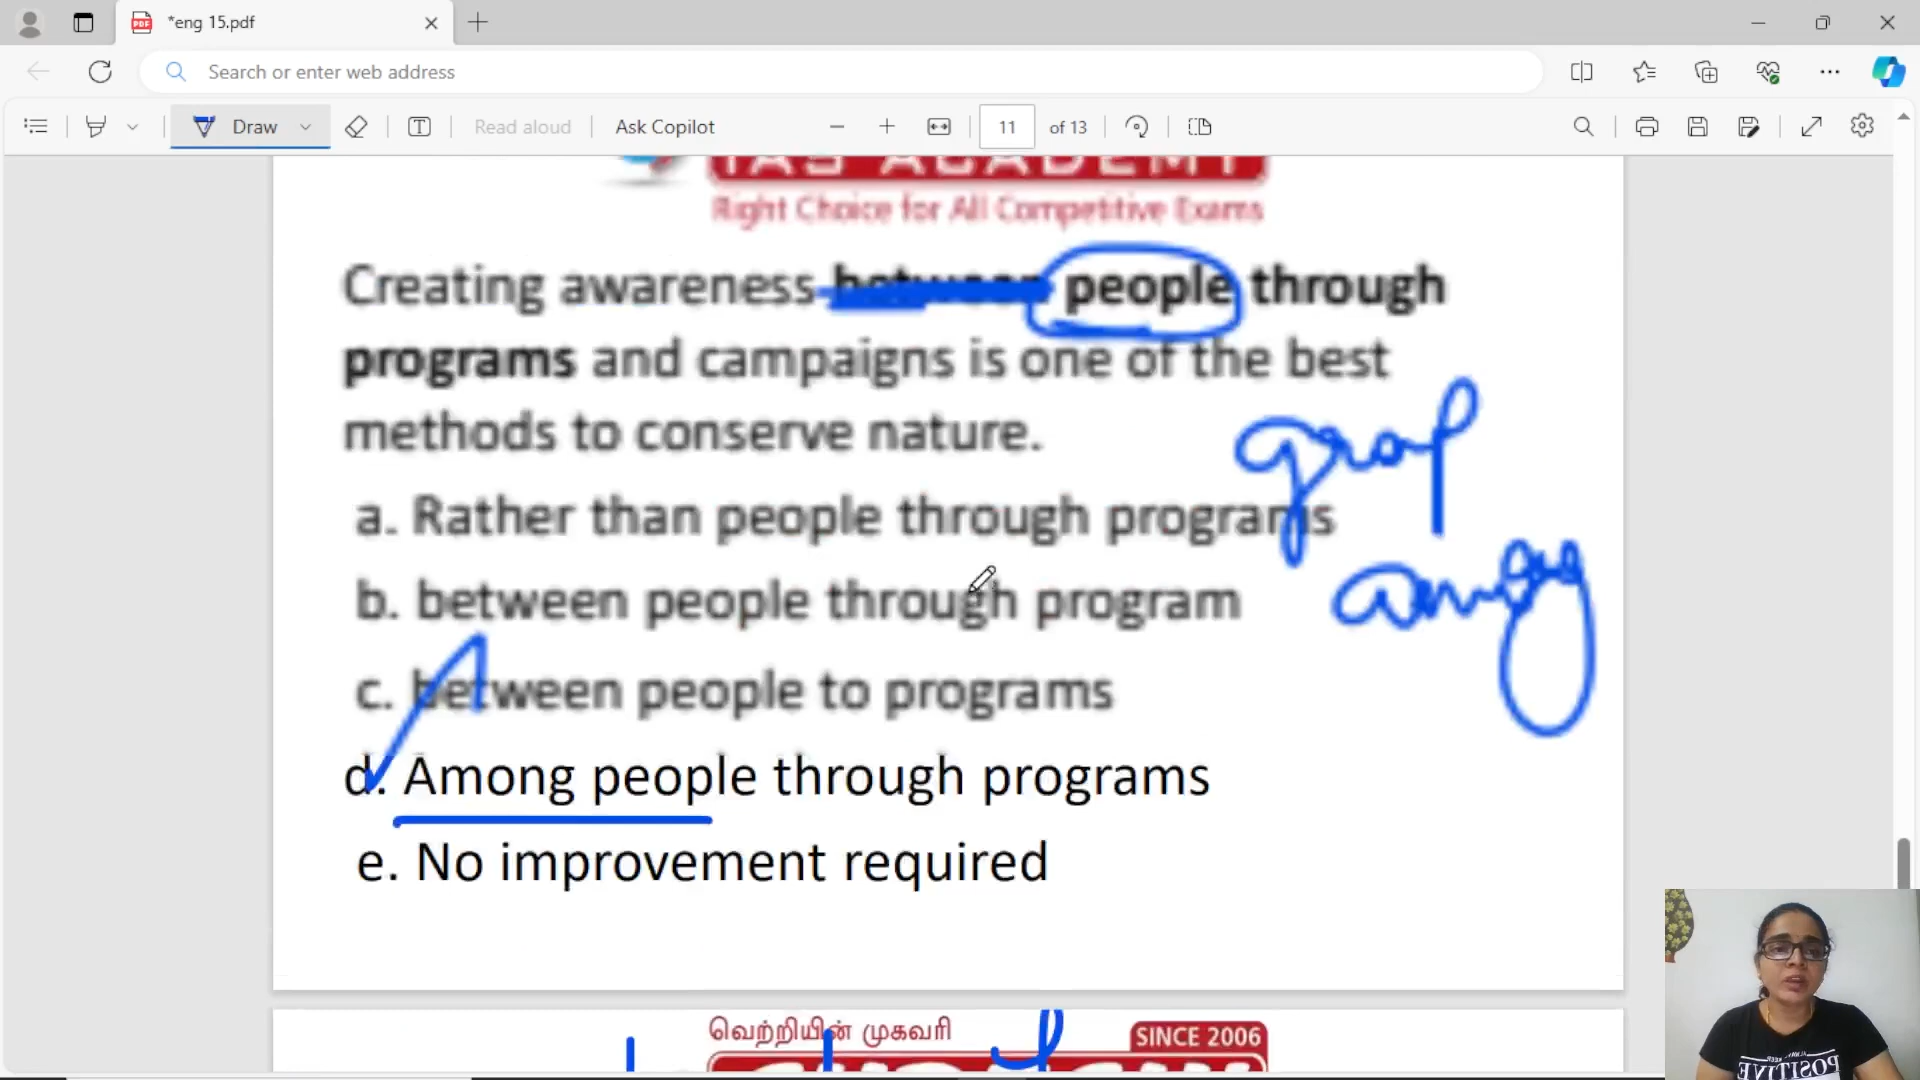 *eng 15.pdf
Search or enter web address
Draw
Read aloud
Ask Copilot
11 of 13
IAS ACADEMY
Right Choice for All Competitive Exams
Creating awareness between people through
programs and campaigns is one of the best
methods to conserve nature.
a. Rather than people through programs
b. between people through program
c. between people to programs
d. Among people through programs
e. No improvement required
வெற்றியின் முகவரி
SINCE 2006
POSITIVE